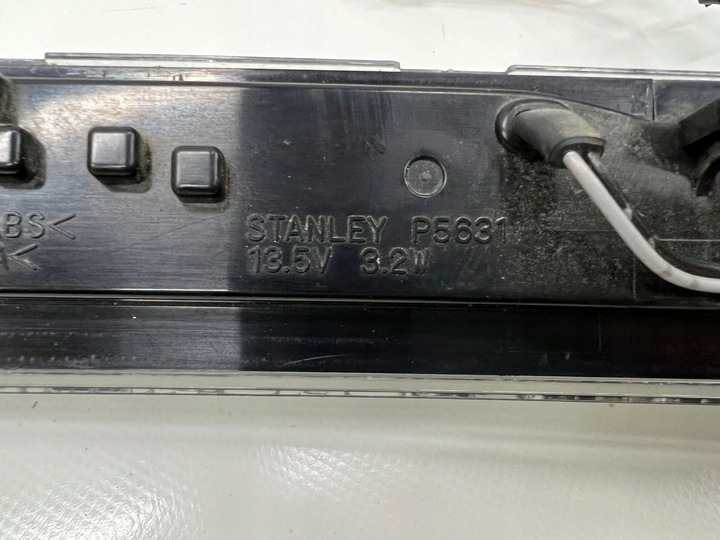 BS<
A<
STANLEY P5631
13.5V 3.2W